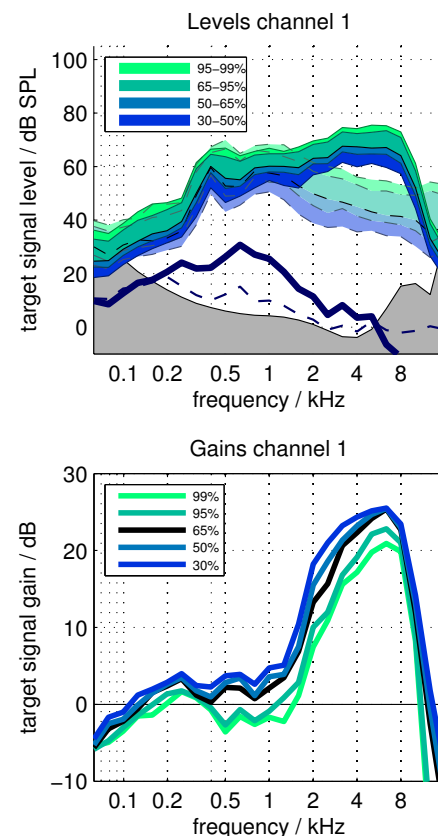 Levels channel 1
target signal level / dB SPL
100
80
60
40
20
0
95−99%
65−95%
50−65%
30−50%
0.1 0.2 0.5 1 2 4 8
frequency / kHz
Gains channel 1
target signal gain / dB
30
20
10
0
−10
99%
95%
65%
50%
30%
0.1 0.2 0.5 1 2 4 8
frequency / kHz